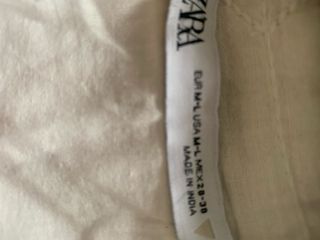 ZARA
EUR M-L USA M-L MEX 28-30
MADE IN INDIA